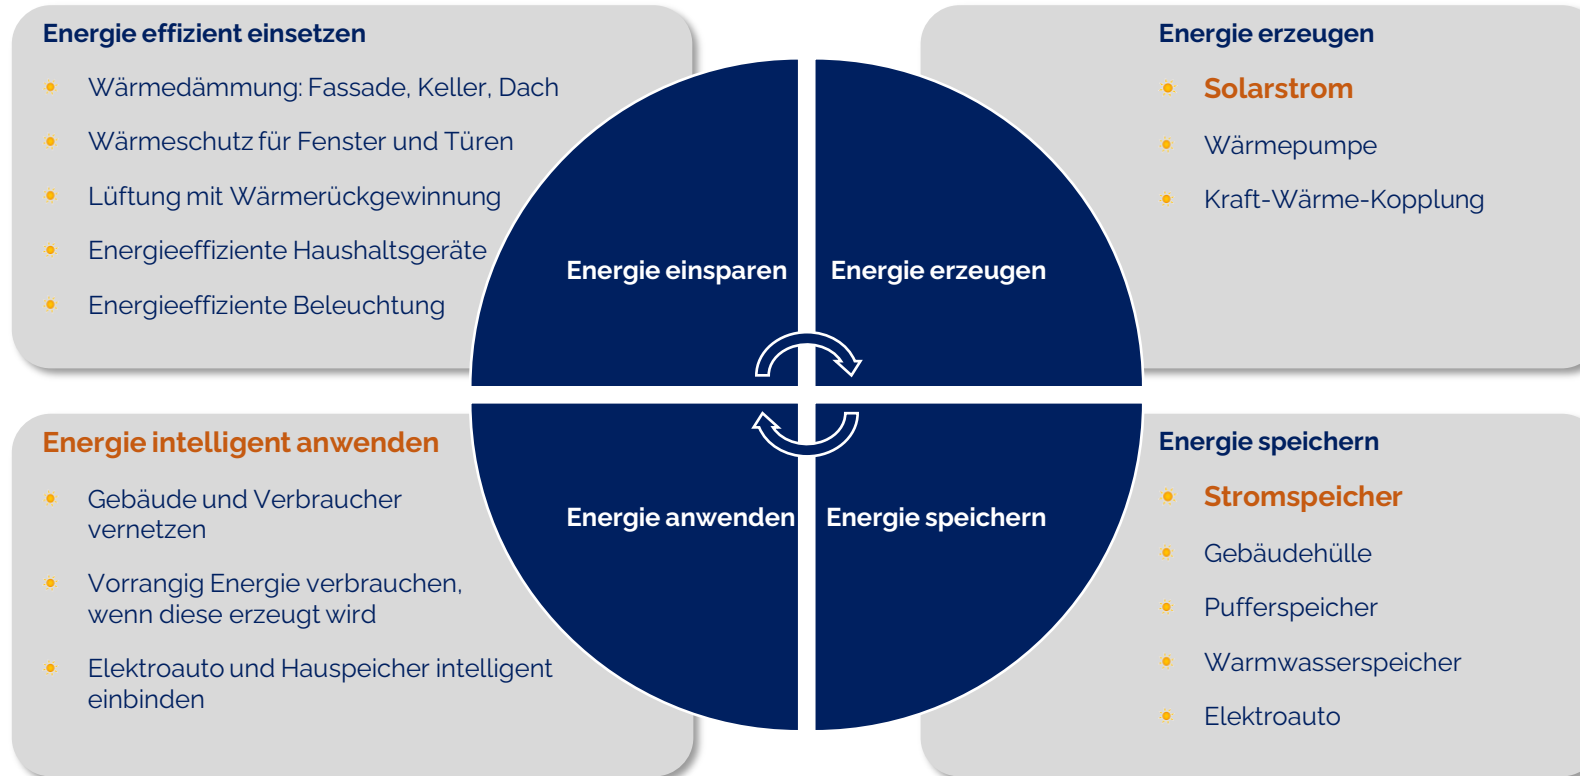 Energie effizient einsetzen
Wärmedämmung: Fassade, Keller, Dach
Wärmeschutz für Fenster und Türen
Lüftung mit Wärmerückgewinnung
Energieeffiziente Haushaltsgeräte
Energieeffiziente Beleuchtung
Energie erzeugen
Solarstrom
Wärmepumpe
Kraft-Wärme-Kopplung
Energie einsparen
Energie erzeugen
Energie anwenden
Energie speichern
Energie intelligent anwenden
Gebäude und Verbraucher
vernetzen
Vorrangig Energie verbrauchen,
wenn diese erzeugt wird
Elektroauto und Hauspeicher intelligent
einbinden
Energie speichern
Stromspeicher
Gebäudehülle
Pufferspeicher
Warmwasserspeicher
Elektroauto